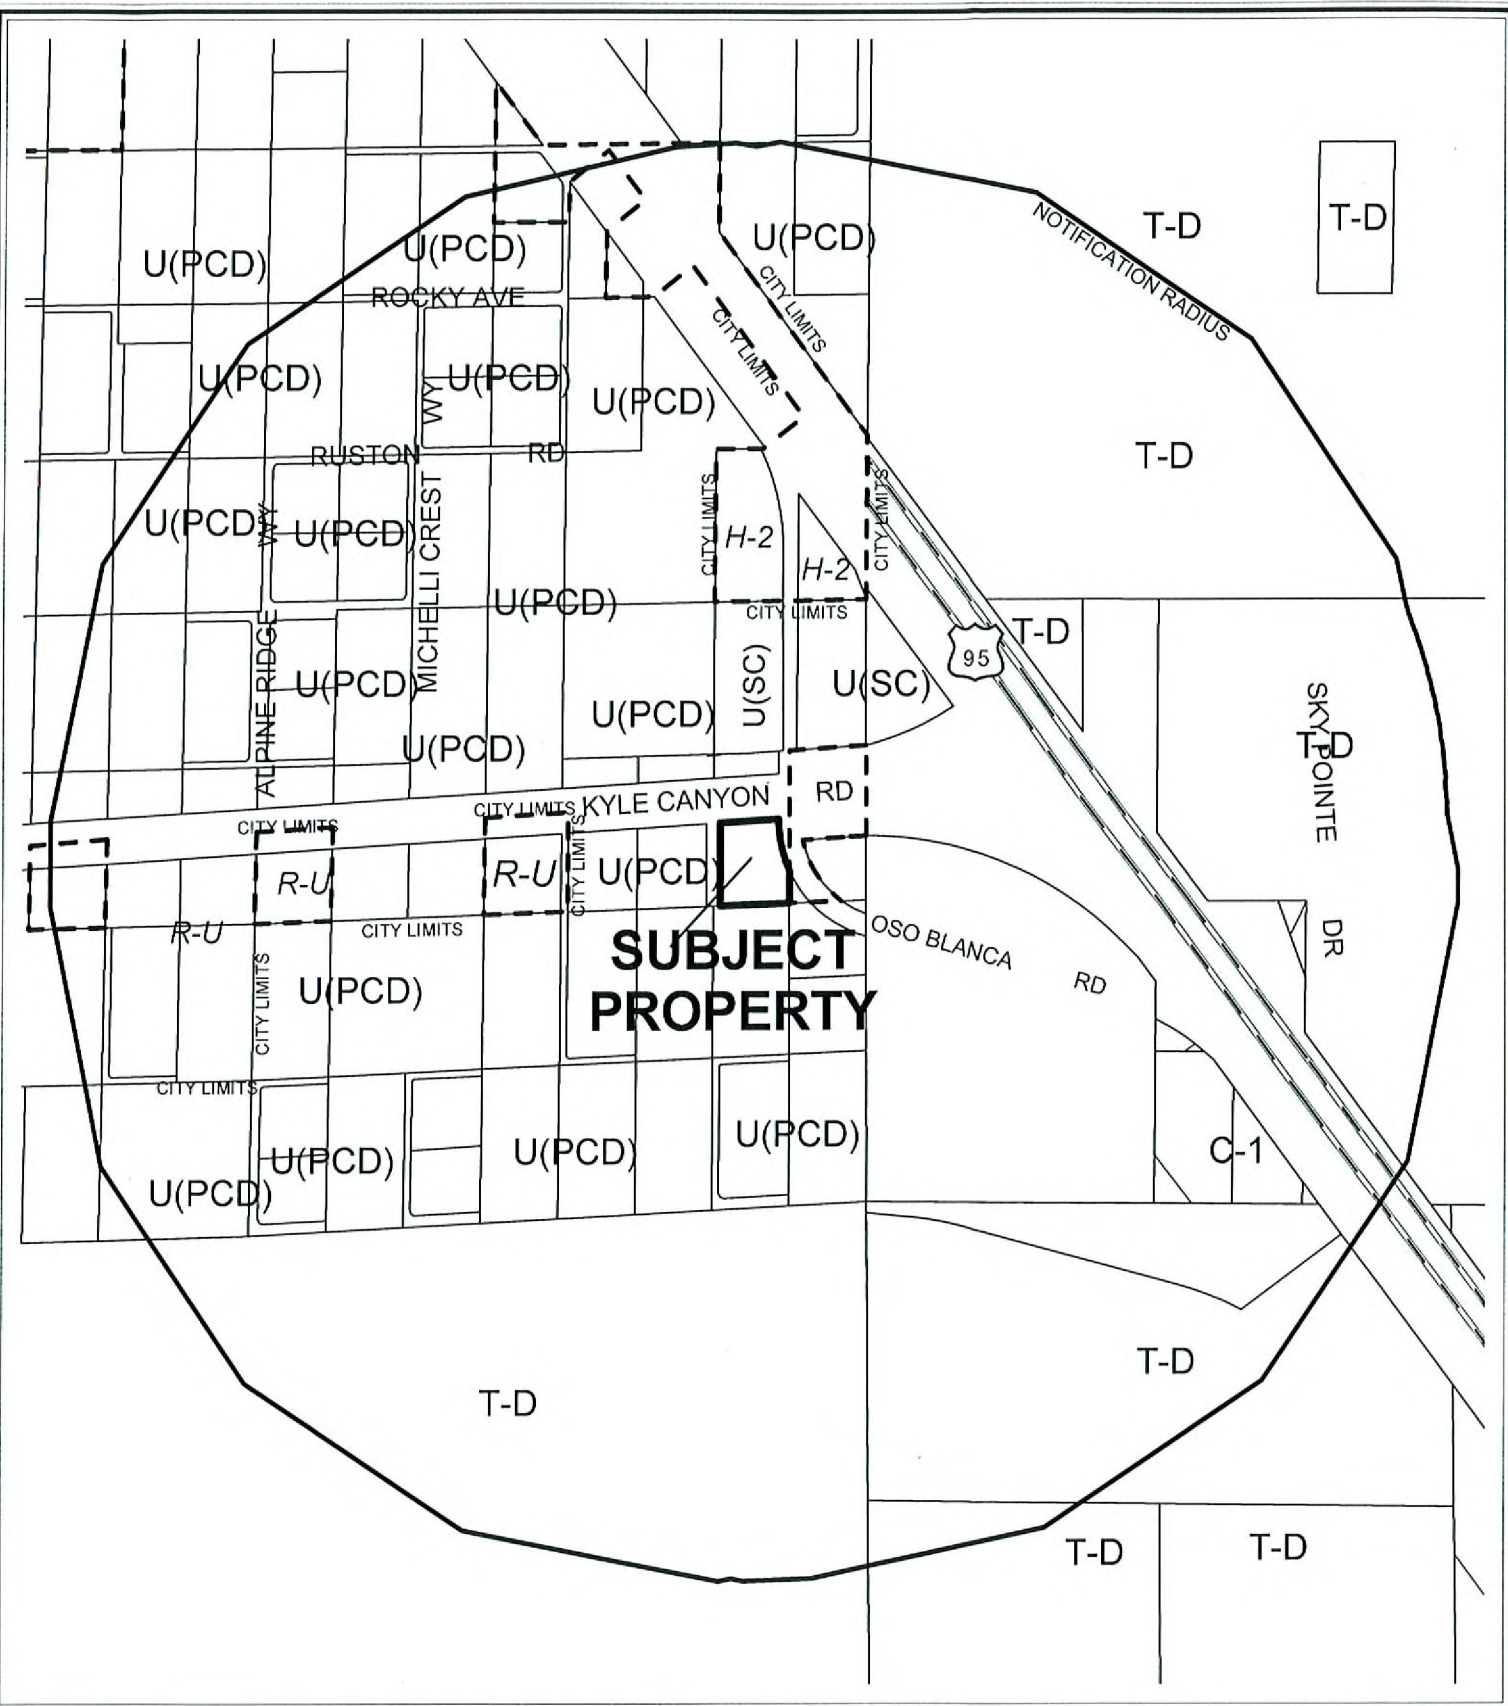 T-D
T-D
NOTIFICATION RADIUS
U(PCD)
U(PCD)
U(PCD)
ROCKY AVE
CITY LIMITS
CITY LIMITS
U(PCD)
WY
U(PCD)
U(PCD)
RUSTON RD
T-D
CITY LIMITS
CITY LIMITS
U(PCD)
WY
U(PCD)
MICHELLI CREST
H-2
H-2
U(PCD)
CITY LIMITS
T-D
95
ALPINE RIDGE
U(PCD)
U(PCD)
U(SC)
U(SC)
U(PCD)
SKY POINTE
T-D
DR
CITY LIMITS
CITY LIMITS
KYLE CANYON RD
R-U
R-U
CITY LIMITS
U(PCD)
R-U
CITY LIMITS
CITY LIMITS
SUBJECT
PROPERTY
OSO BLANCA RD
U(PCD)
CITY LIMITS
U(PCD)
U(PCD)
U(PCD)
U(PCD)
C-1
T-D
T-D
T-D
T-D